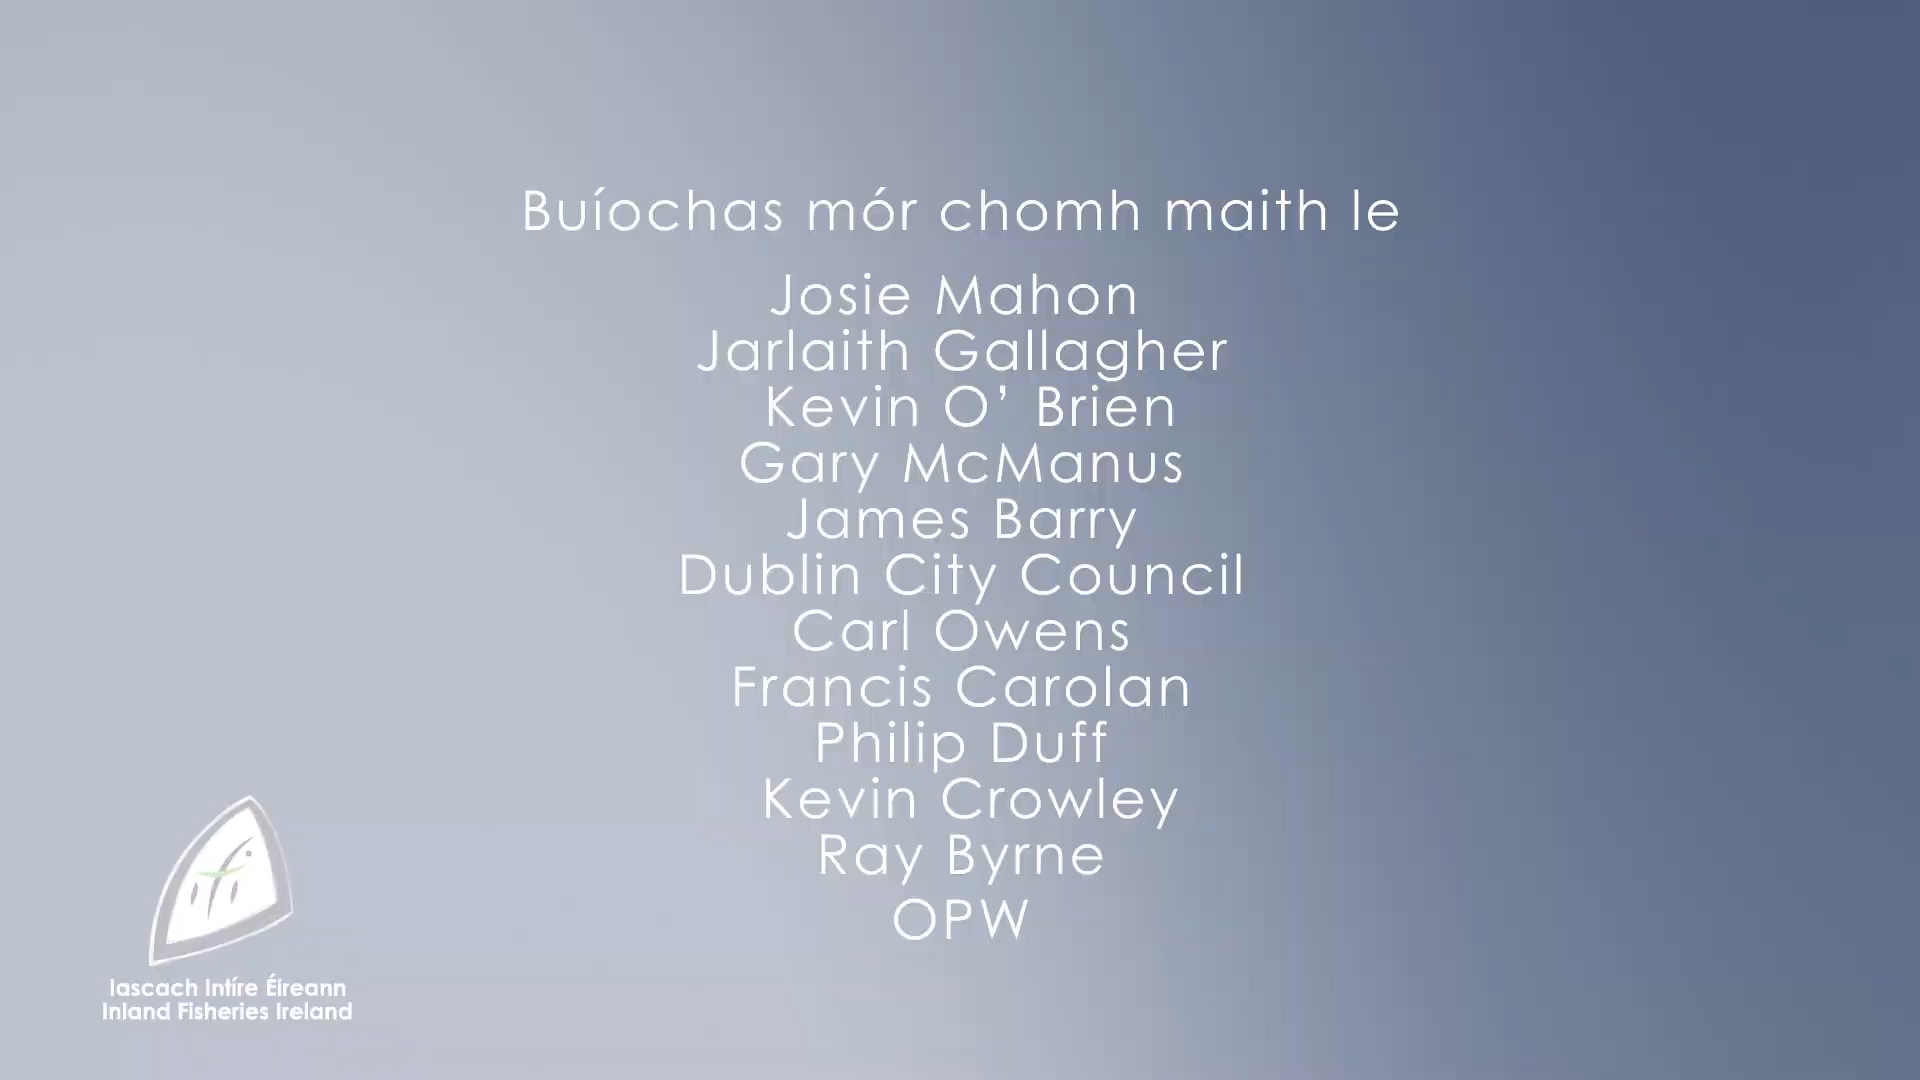 Buíochas mór chomh maith le
Josie Mahon
Jarlaith Gallagher
Kevin O’ Brien
Gary McManus
James Barry
Dublin City Council
Carl Owens
Francis Carolan
Philip Duff
Kevin Crowley
Ray Byrne
OPW
Iascach Intíre Éireann
Inland Fisheries Ireland